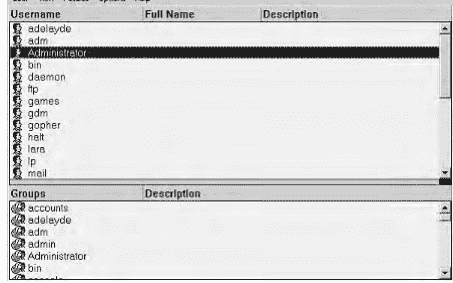 Username Full Name Description
adelayde
adm
Administrator
bin
daemon
ftp
games
gdm
gopher
halt
lara
lp
mail
Groups Description
accounts
adelayde
adm
admin
Administrator
bin